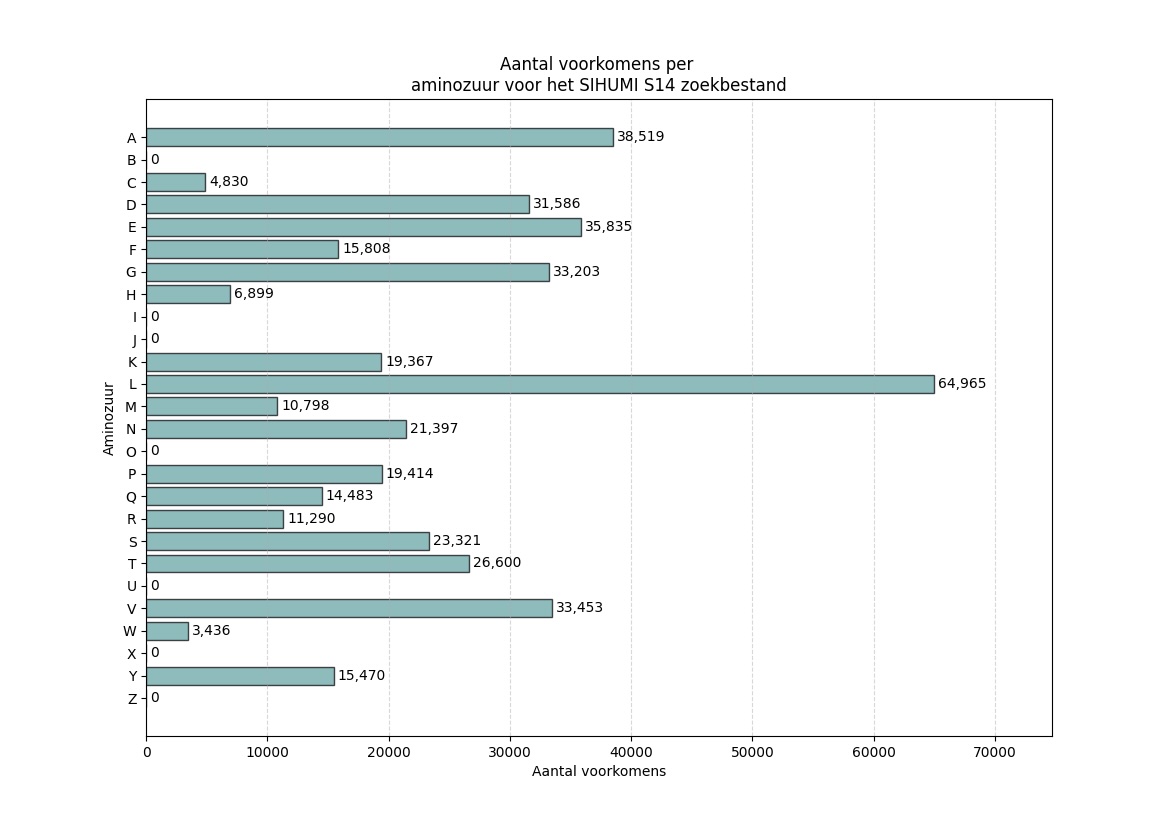 Aantal voorkomens per
aminozuur voor het SIHUMI S14 zoekbestand
Aminozuur
A 38,519
B 0
C 4,830
D 31,586
E 35,835
F 15,808
G 33,203
H 6,899
I 0
J 0
K 19,367
L 64,965
M 10,798
N 21,397
O 0
P 19,414
Q 14,483
R 11,290
S 23,321
T 26,600
U 0
V 33,453
W 3,436
X 0
Y 15,470
Z 0
0 10000 20000 30000 40000 50000 60000 70000
Aantal voorkomens